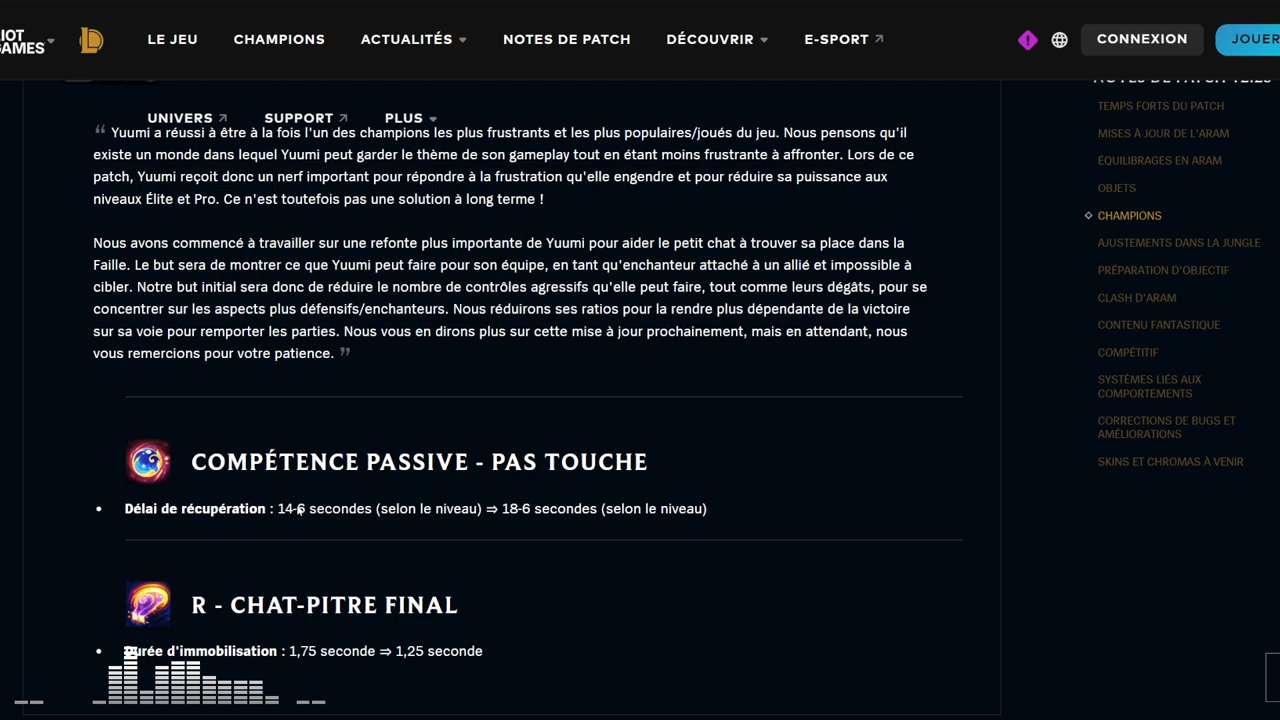 IOT
GAMES
LE JEU
CHAMPIONS
ACTUALITÉS
NOTES DE PATCH
DÉCOUVRIR
E-SPORT
CONNEXION
JOUER
UNIVERS
SUPPORT
PLUS
“ Yuumi a réussi à être à la fois l'un des champions les plus frustrants et les plus populaires/joués du jeu. Nous pensons qu'il
existe un monde dans lequel Yuumi peut garder le thème de son gameplay tout en étant moins frustrante à affronter. Lors de ce
patch, Yuumi reçoit donc un nerf important pour répondre à la frustration qu'elle engendre et pour réduire sa puissance aux
niveaux Élite et Pro. Ce n'est toutefois pas une solution à long terme !
Nous avons commencé à travailler sur une refonte plus importante de Yuumi pour aider le petit chat à trouver sa place dans la
Faille. Le but sera de montrer ce que Yuumi peut faire pour son équipe, en tant qu'enchanteur attaché à un allié et impossible à
cibler. Notre but initial sera donc de réduire le nombre de contrôles agressifs qu'elle peut faire, tout comme leurs dégâts, pour se
concentrer sur les aspects plus défensifs/enchanteurs. Nous réduirons ses ratios pour la rendre plus dépendante de la victoire
sur sa voie pour remporter les parties. Nous vous en dirons plus sur cette mise à jour prochainement, mais en attendant, nous
vous remercions pour votre patience. ”
COMPÉTENCE PASSIVE - PAS TOUCHE
• Délai de récupération : 14-6 secondes (selon le niveau) ⇒ 18-6 secondes (selon le niveau)
R - CHAT-PITRE FINAL
• Durée d'immobilisation : 1,75 seconde ⇒ 1,25 seconde
NOTES DE PATCH
TEMPS FORTS DU PATCH
MISES À JOUR DE L'ARAM
ÉQUILIBRAGES EN ARAM
OBJETS
CHAMPIONS
AJUSTEMENTS DANS LA JUNGLE
PRÉPARATION D'OBJECTIF
CLASH D'ARAM
CONTENU FANTASTIQUE
COMPÉTITIF
SYSTÈMES LIÉS AUX
COMPORTEMENTS
CORRECTIONS DE BUGS ET
AMÉLIORATIONS
SKINS ET CHROMAS À VENIR